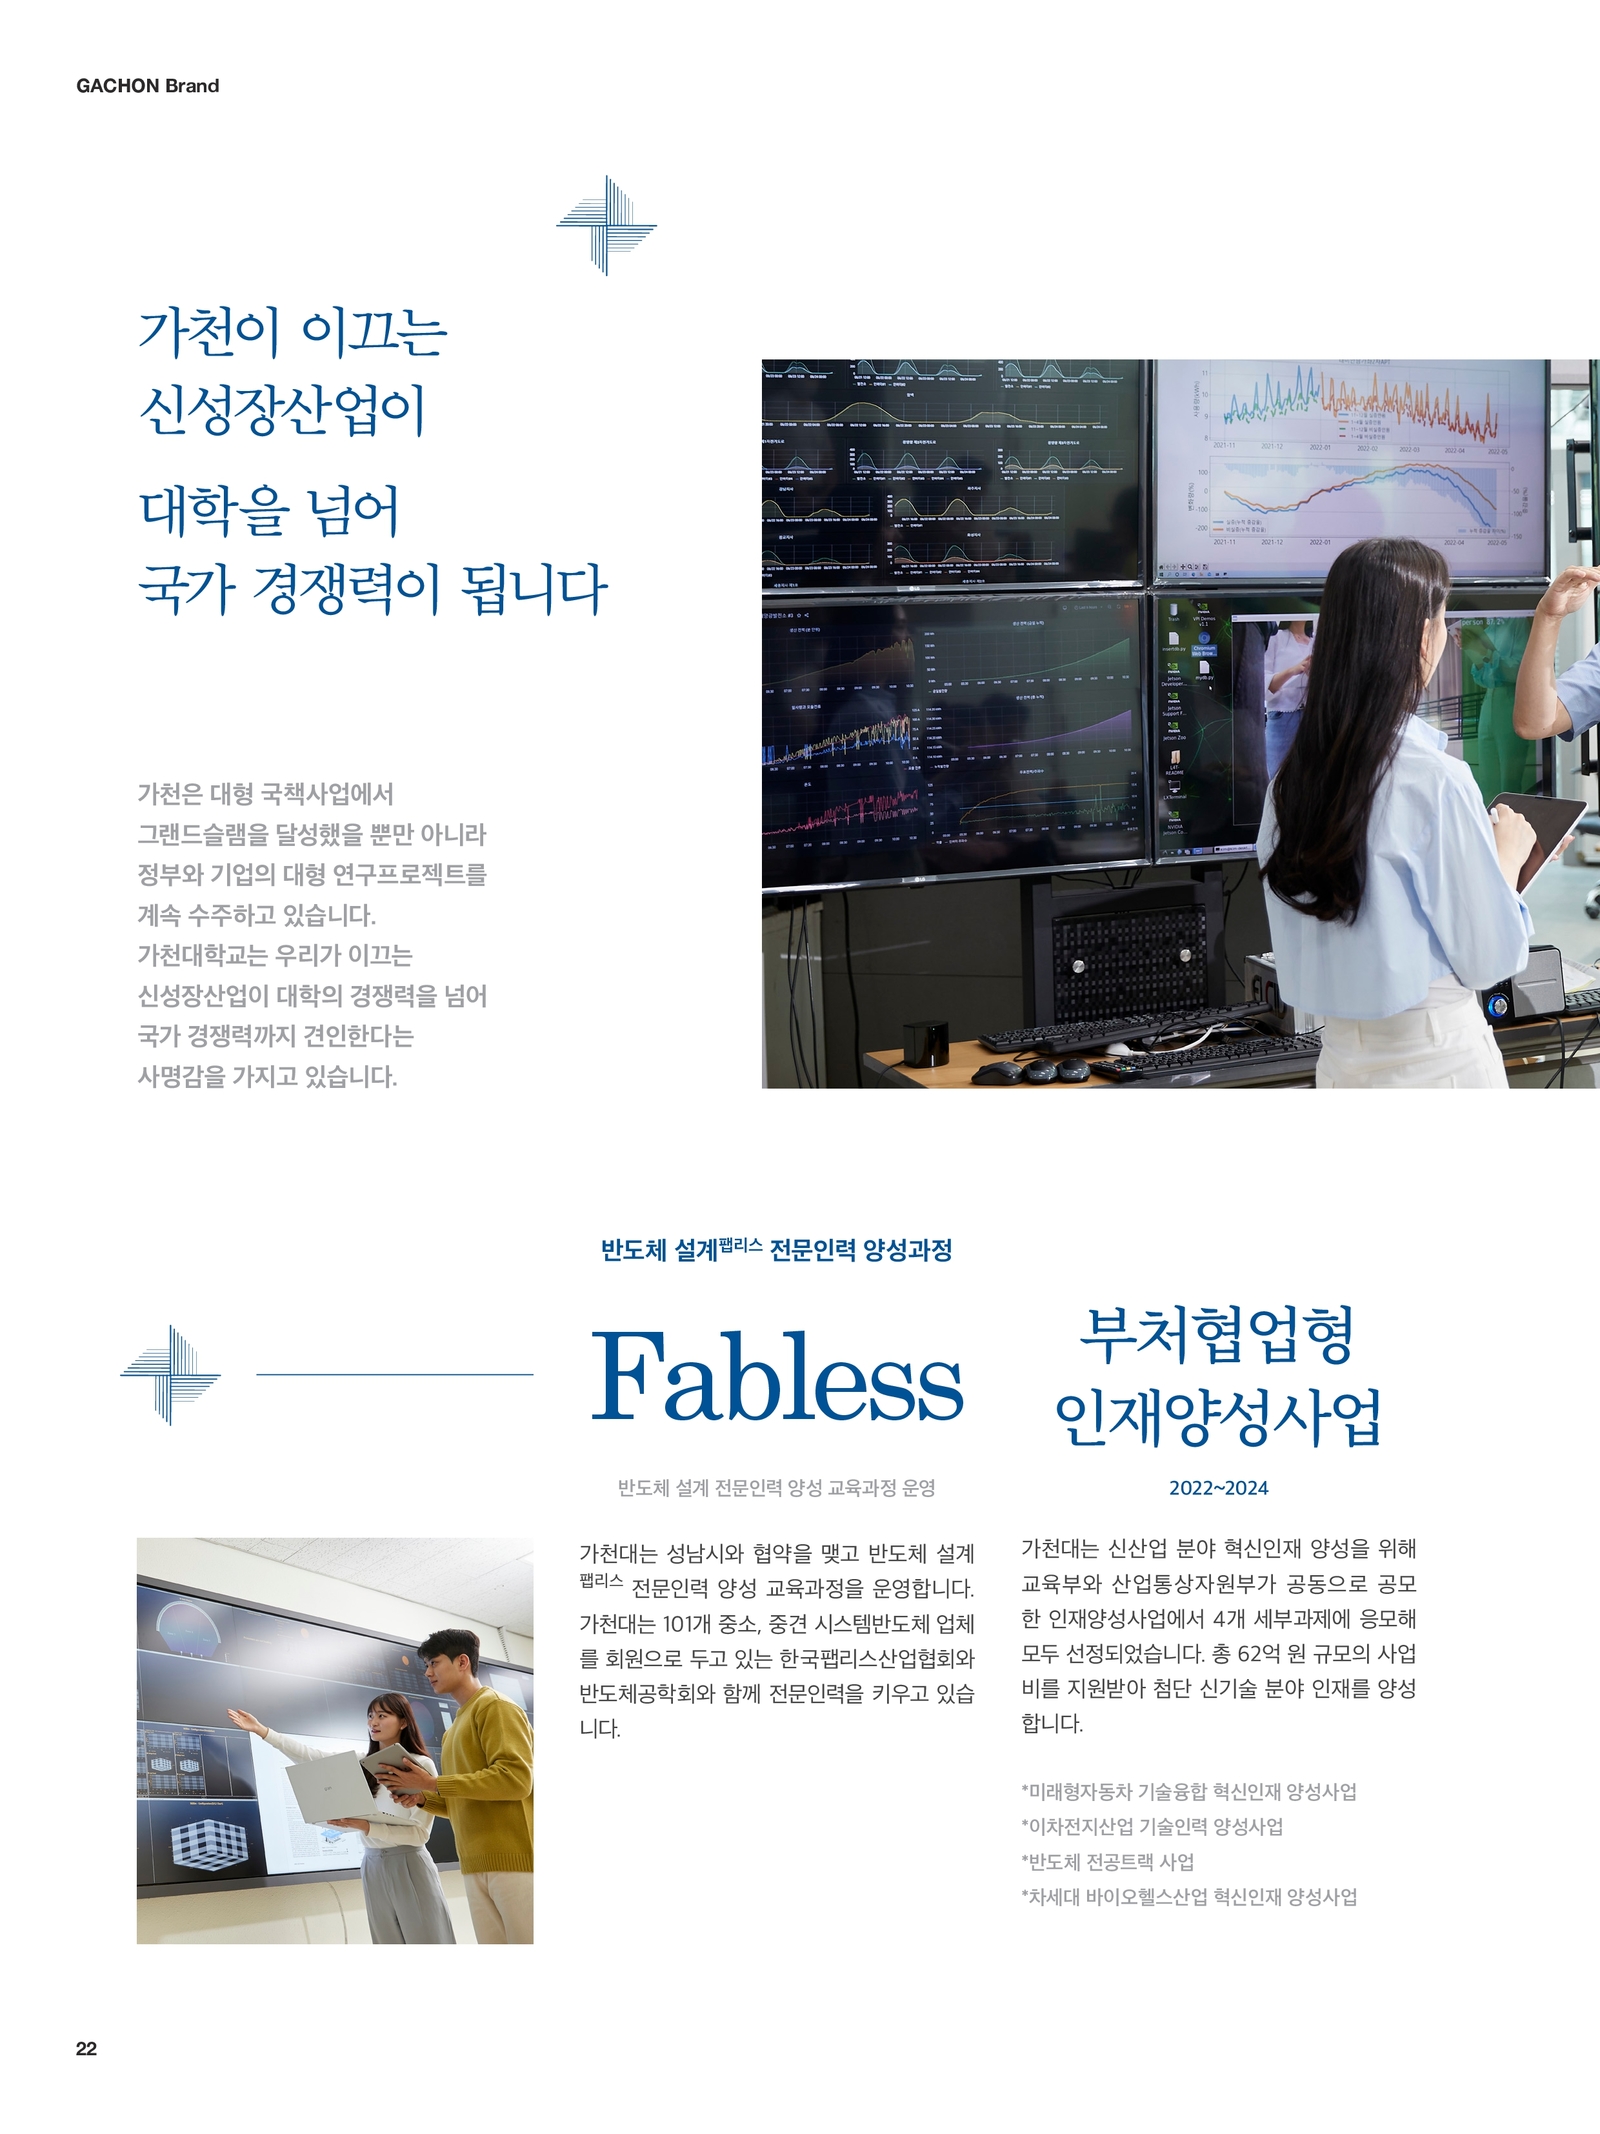 GACHON Brand
가천이 이끄는
신성장산업이
대학을 넘어
국가 경쟁력이 됩니다
가천은 대형 국책사업에서
그랜드슬램을 달성했을 뿐만 아니라
정부와 기업의 대형 연구프로젝트를
계속 수주하고 있습니다.
가천대학교는 우리가 이끄는
신성장산업이 대학의 경쟁력을 넘어
국가 경쟁력까지 견인한다는
사명감을 가지고 있습니다.
반도체 설계팹리스 전문인력 양성과정
Fabless
반도체 설계 전문인력 양성 교육과정 운영
가천대는 성남시와 협약을 맺고 반도체 설계
팹리스 전문인력 양성 교육과정을 운영합니다.
가천대는 101개 중소, 중견 시스템반도체 업체
를 회원으로 두고 있는 한국팹리스산업협회와
반도체공학회와 함께 전문인력을 키우고 있습
니다.
부처협업형
인재양성사업
2022~2024
가천대는 신산업 분야 혁신인재 양성을 위해
교육부와 산업통상자원부가 공동으로 공모
한 인재양성사업에서 4개 세부과제에 응모해
모두 선정되었습니다. 총 62억 원 규모의 사업
비를 지원받아 첨단 신기술 분야 인재를 양성
합니다.
*미래형자동차 기술융합 혁신인재 양성사업
*이차전지산업 기술인력 양성사업
*반도체 전공트랙 사업
*차세대 바이오헬스산업 혁신인재 양성사업
22